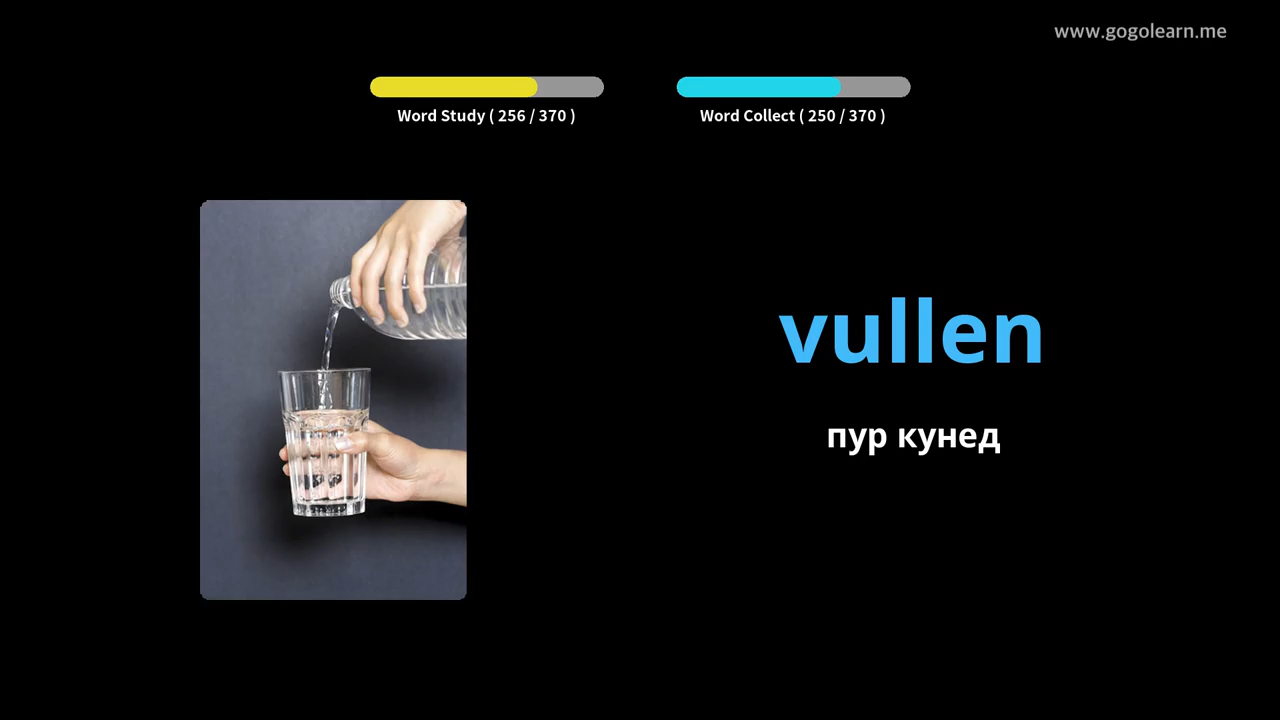 www.gogolearn.me
Word Study ( 256 / 370 )
Word Collect ( 250 / 370 )
vullen
пур кунед